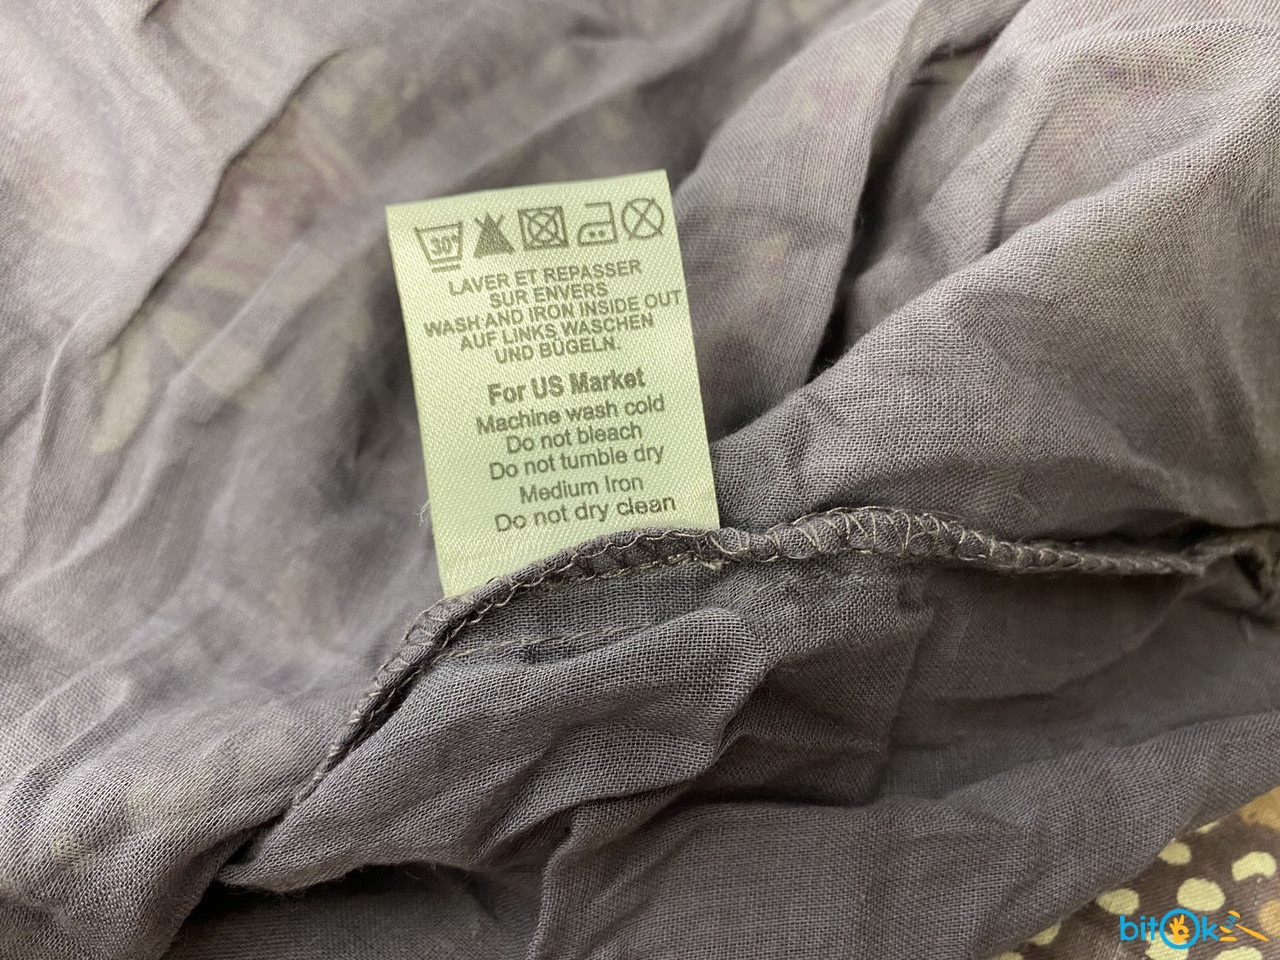 30°
LAVER ET REPASSER
SUR ENVERS
WASH AND IRON INSIDE OUT
AUF LINKS WASCHEN
UND BÜGELN.
For US Market
Machine wash cold
Do not bleach
Do not tumble dry
Medium Iron
Do not dry clean
bitOk